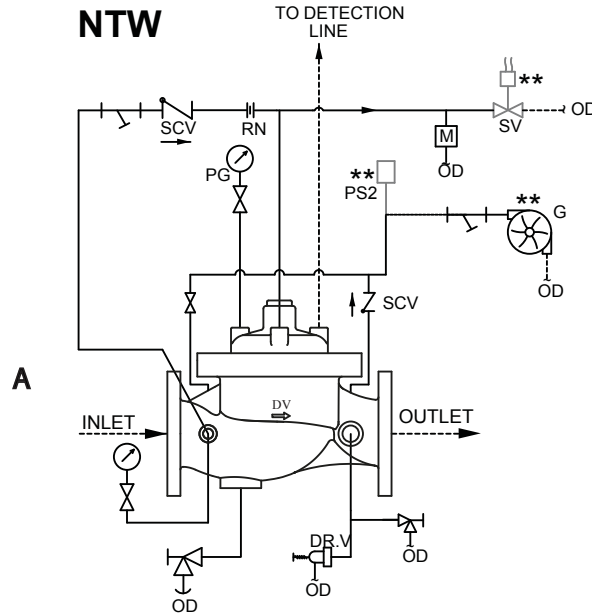 NTW
TO DETECTION
LINE
**
SCV
RN
SV
OD
M
OD
PG
**
PS2
**
G
OD
SCV
A
DV
INLET
OUTLET
DR.V
OD
OD
OD